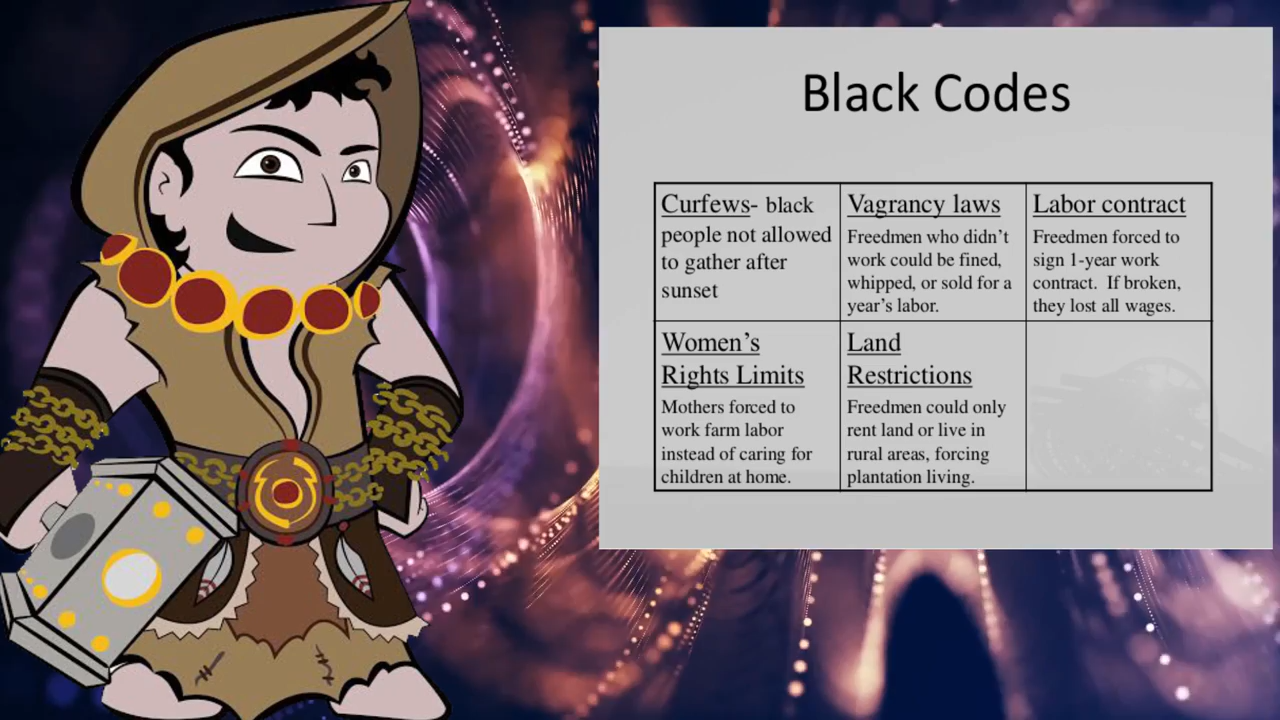 Black Codes
Curfews- black
people not allowed
to gather after
sunset
Vagrancy laws
Freedmen who didn’t
work could be fined,
whipped, or sold for a
year’s labor.
Labor contract
Freedmen forced to
sign 1-year work
contract.  If broken,
they lost all wages.
Women’s
Rights Limits
Mothers forced to
work farm labor
instead of caring for
children at home.
Land
Restrictions
Freedmen could only
rent land or live in
rural areas, forcing
plantation living.